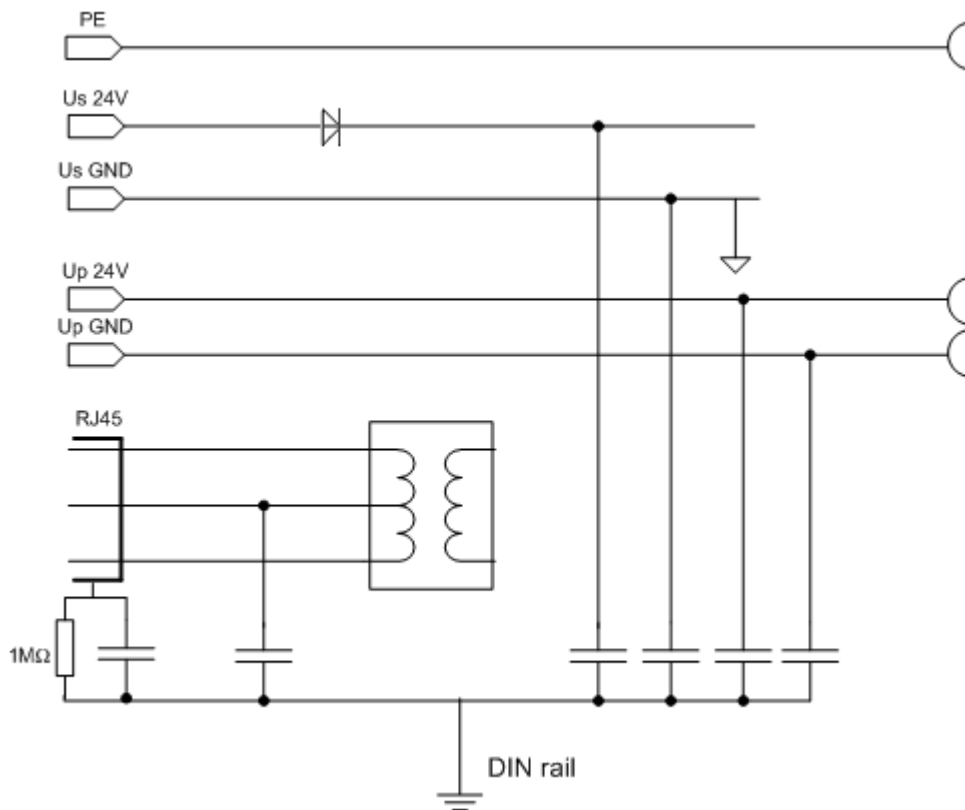 PE
Us 24V
Us GND
Up 24V
Up GND
RJ45
1MΩ
DIN rail